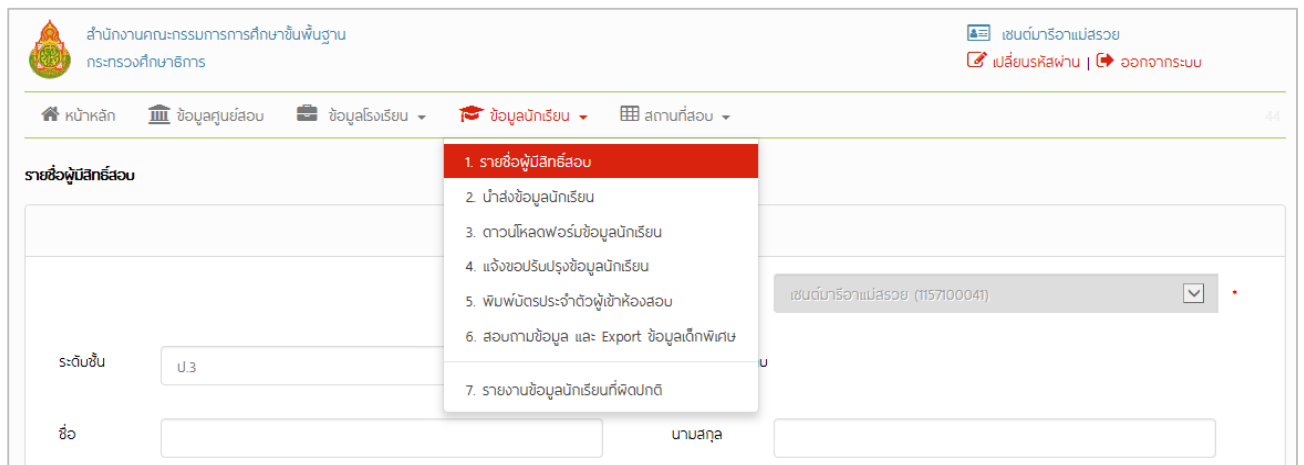 สำนักงานคณะกรรมการการศึกษาขั้นพื้นฐาน
กระทรวงศึกษาธิการ
เซนต์มารีอาแม่สรวย
เปลี่ยนรหัสผ่าน | ออกจากระบบ
หน้าหลัก ข้อมูลศูนย์สอบ ข้อมูลโรงเรียน ข้อมูลนักเรียน สถานที่สอบ 44
รายชื่อผู้มีสิทธิ์สอบ
1. รายชื่อผู้มีสิทธิ์สอบ
2. นำส่งข้อมูลนักเรียน
3. ดาวน์โหลดฟอร์มข้อมูลนักเรียน
4. แจ้งขอปรับปรุงข้อมูลนักเรียน
5. พิมพ์บัตรประจำตัวผู้เข้าห้องสอบ
6. สอบถามข้อมูล และ Export ข้อมูลเด็กพิเศษ
7. รายงานข้อมูลนักเรียนที่ผิดปกติ
เซนต์มารีอาแม่สรวย (1157100041) *
ระดับชั้น ป.3
ชื่อ นามสกุล